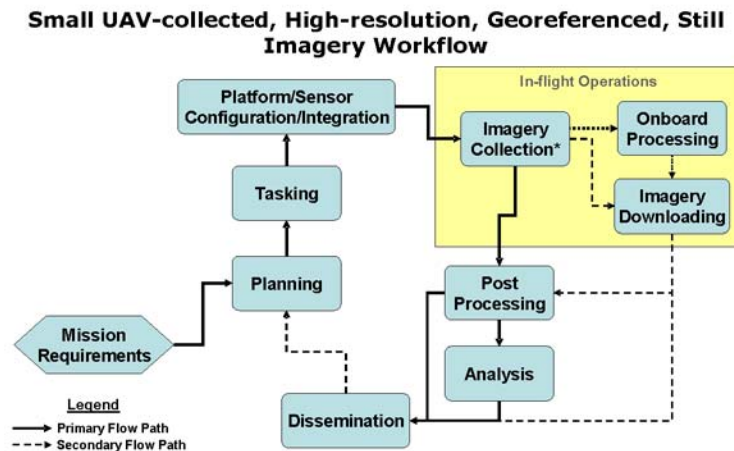 Small UAV-collected, High-resolution, Georeferenced, Still
Imagery Workflow
In-flight Operations
Platform/Sensor
Configuration/Integration
Imagery
Collection*
Onboard
Processing
Tasking
Imagery
Downloading
Planning
Post
Processing
Mission
Requirements
Analysis
Dissemination
Legend
Primary Flow Path
Secondary Flow Path